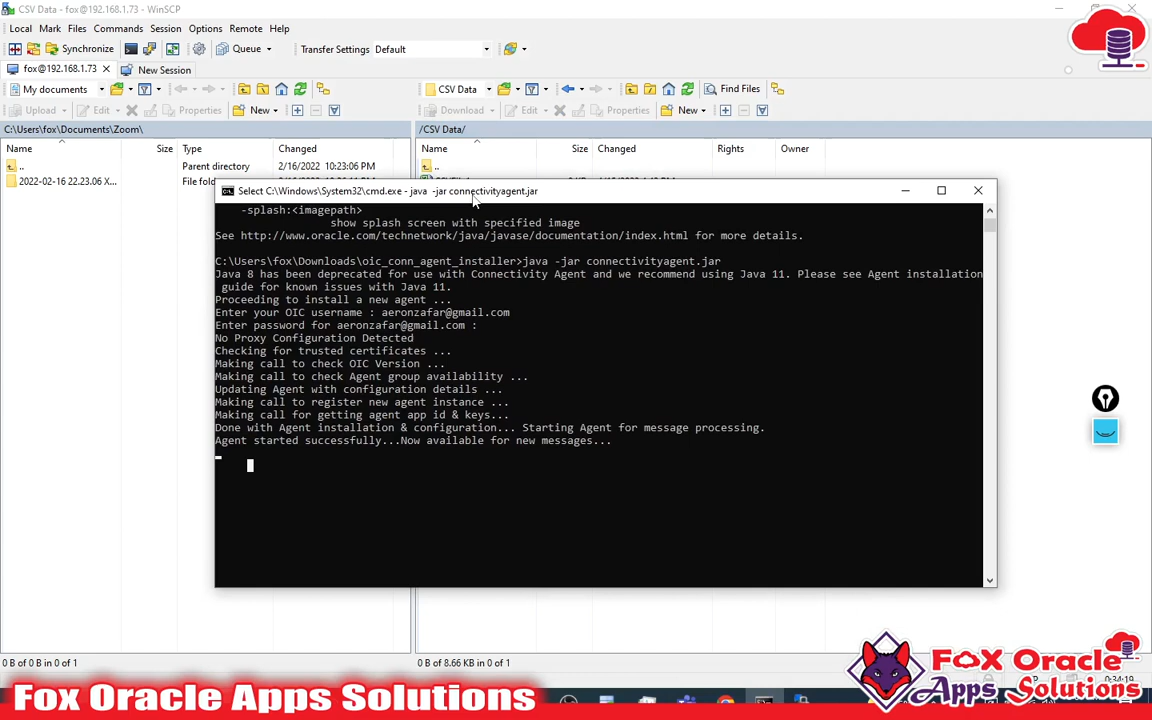 CSV Data - fox@192.168.1.73 - WinSCP
Local Mark Files Commands Session Options Remote Help
Synchronize Queue Transfer Settings Default
fox@192.168.1.73 New Session
My documents CSV Data Find Files
Upload Edit Properties New Download Edit Properties New
C:\Users\fox\Documents\Zoom\ /CSV Data/
Name Size Type Changed Name Size Changed Rights Owner
.. Parent directory 2/16/2022 10:23:06 PM ..
2022-02-16 22.23.06 X... File fol
Select C:\Windows\System32\cmd.exe - java -jar connectivityagent.jar
-splash:<imagepath>
show splash screen with specified image
See http://www.oracle.com/technetwork/java/javase/documentation/index.html for more details.
C:\Users\fox\Downloads\oic_conn_agent_installer>java -jar connectivityagent.jar
Java 8 has been deprecated for use with Connectivity Agent and we recommend using Java 11. Please see Agent installation
guide for known issues with Java 11.
Proceeding to install a new agent ...
Enter your OIC username : aeronzafar@gmail.com
Enter password for aeronzafar@gmail.com :
No Proxy Configuration Detected
Checking for trusted certificates ...
Making call to check OIC Version ...
Making call to check Agent group availability ...
Updating Agent with configuration details ...
Making call to register new agent instance ...
Making call for getting agent app id & keys...
Done with Agent installation & configuration... Starting Agent for message processing.
Agent started successfully...Now available for new messages...
0 B of 0 B in 0 of 1 0 B of 8.66 KB in 0 of 1
0:34:19
Fox Oracle Apps Solutions
FOX Oracle
Apps Solutions